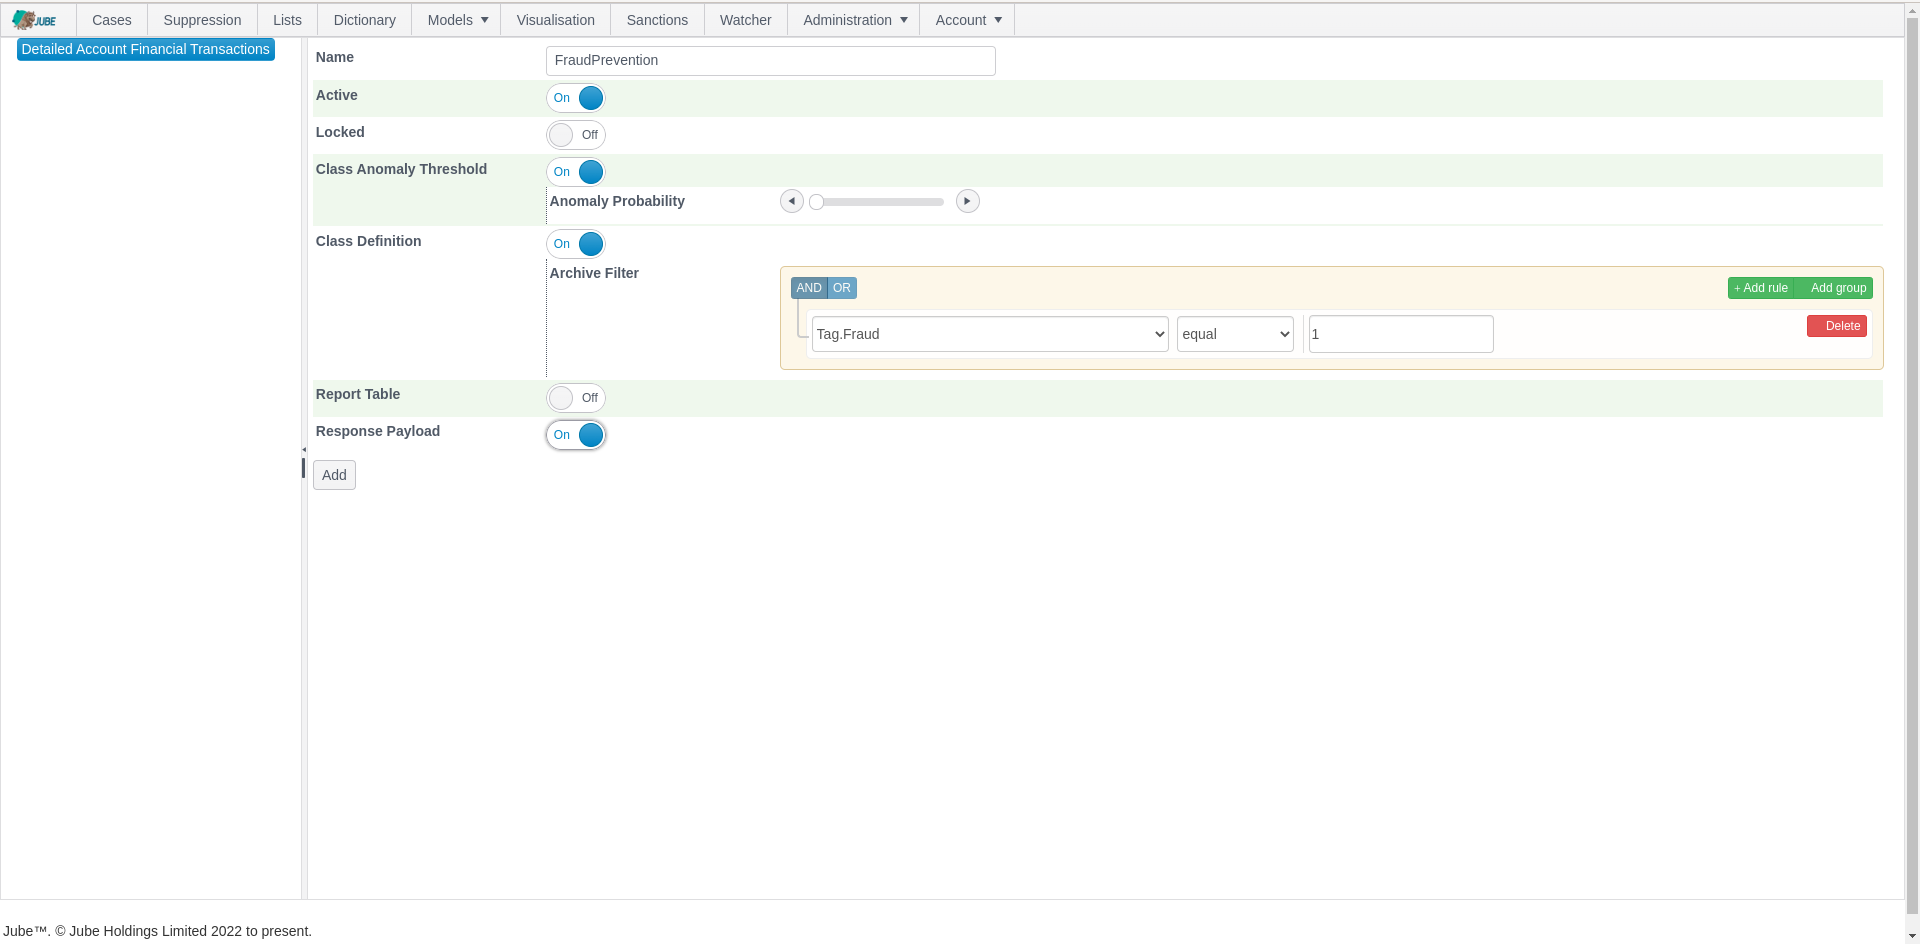 JUBE Cases Suppression Lists Dictionary Models Visualisation Sanctions Watcher Administration Account
Detailed Account Financial Transactions
Name FraudPrevention
Active On
Locked Off
Class Anomaly Threshold On
Anomaly Probability
Class Definition On
Archive Filter
AND OR + Add rule Add group
Tag.Fraud equal 1 Delete
Report Table Off
Response Payload On
Add
Jube™. © Jube Holdings Limited 2022 to present.